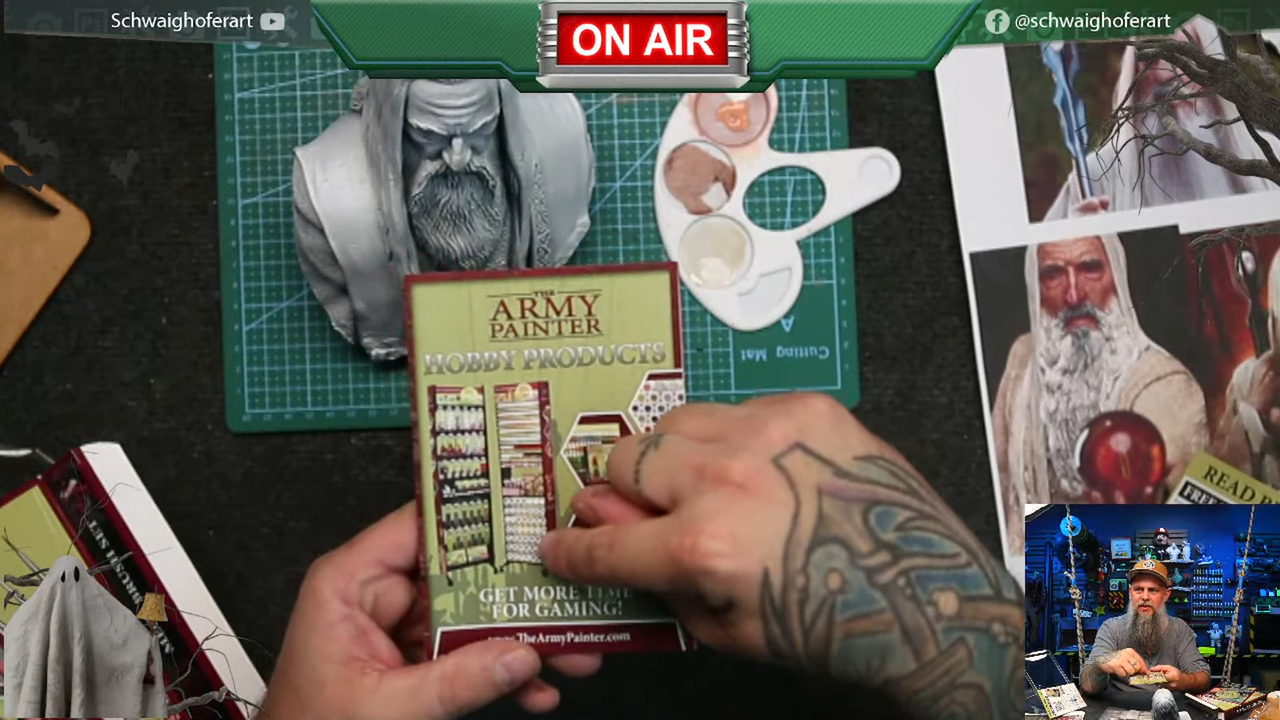 Schwaighoferart
ON AIR
@schwaighoferart
THE
ARMY
PAINTER
HOBBY PRODUCTS
GET MORE TIME
FOR GAMING!
TheArmyPainter.com
A
Cutting Mat
READ
FREE